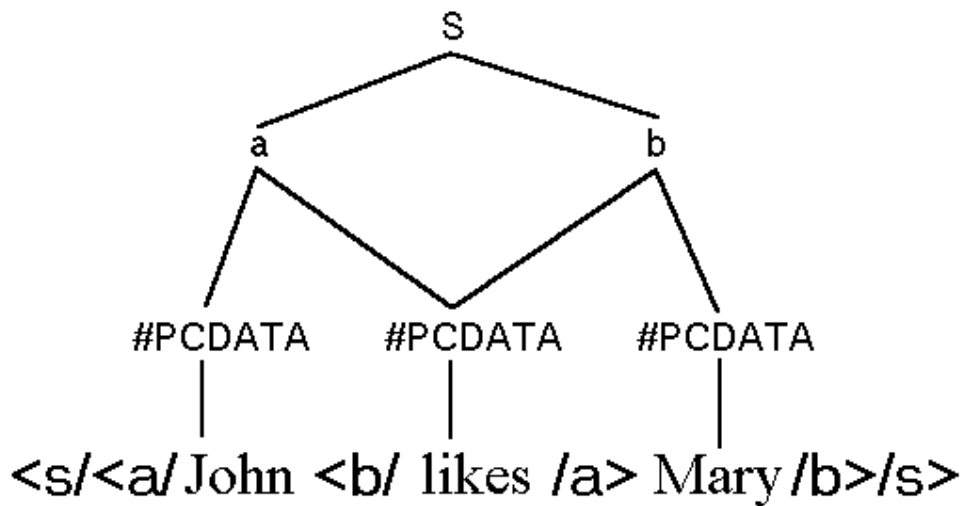 S
a b
#PCDATA #PCDATA #PCDATA
<s/<a/ John <b/ likes /a> Mary /b>/s>